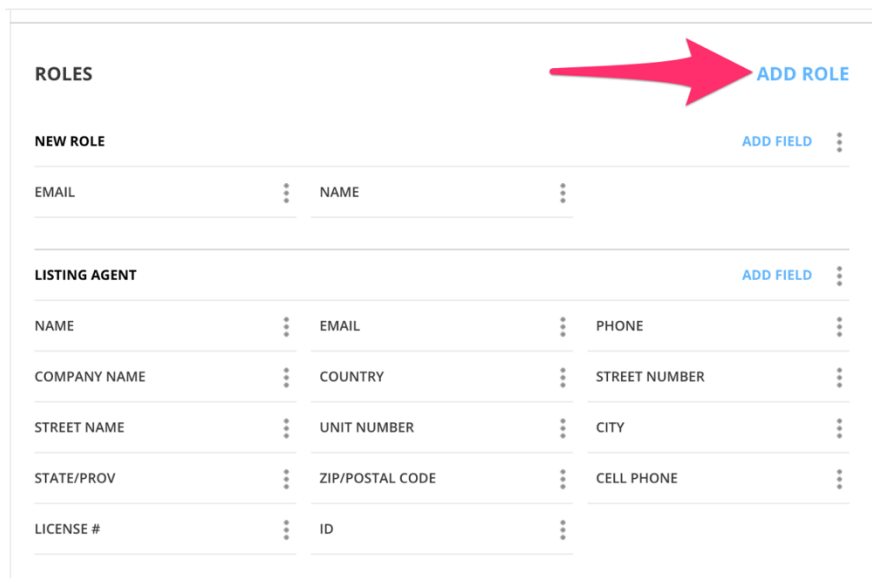 ROLES ADD ROLE
NEW ROLE ADD FIELD
EMAIL NAME
LISTING AGENT ADD FIELD
NAME EMAIL PHONE
COMPANY NAME COUNTRY STREET NUMBER
STREET NAME UNIT NUMBER CITY
STATE/PROV ZIP/POSTAL CODE CELL PHONE
LICENSE # ID